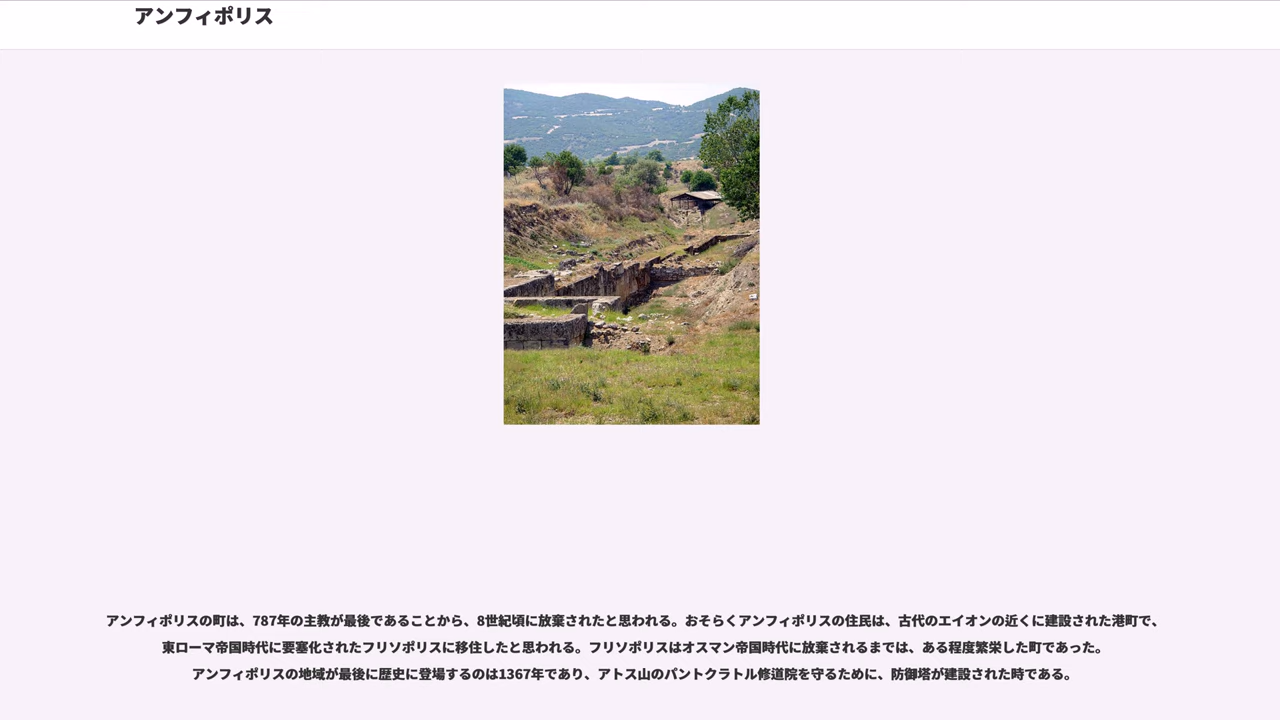 アンフィポリス
アンフィポリスの町は、787年の主教が最後であることから、8世紀頃に放棄されたと思われる。おそらくアンフィポリスの住民は、古代のエイオンの近くに建設された港町で、
東ローマ帝国時代に要塞化されたフリソポリスに移住したと思われる。フリソポリスはオスマン帝国時代に放棄されるまでは、ある程度繁栄した町であった。
アンフィポリスの地域が最後に歴史に登場するのは1367年であり、アトス山のパントクラトル修道院を守るために、防御塔が建設された時である。